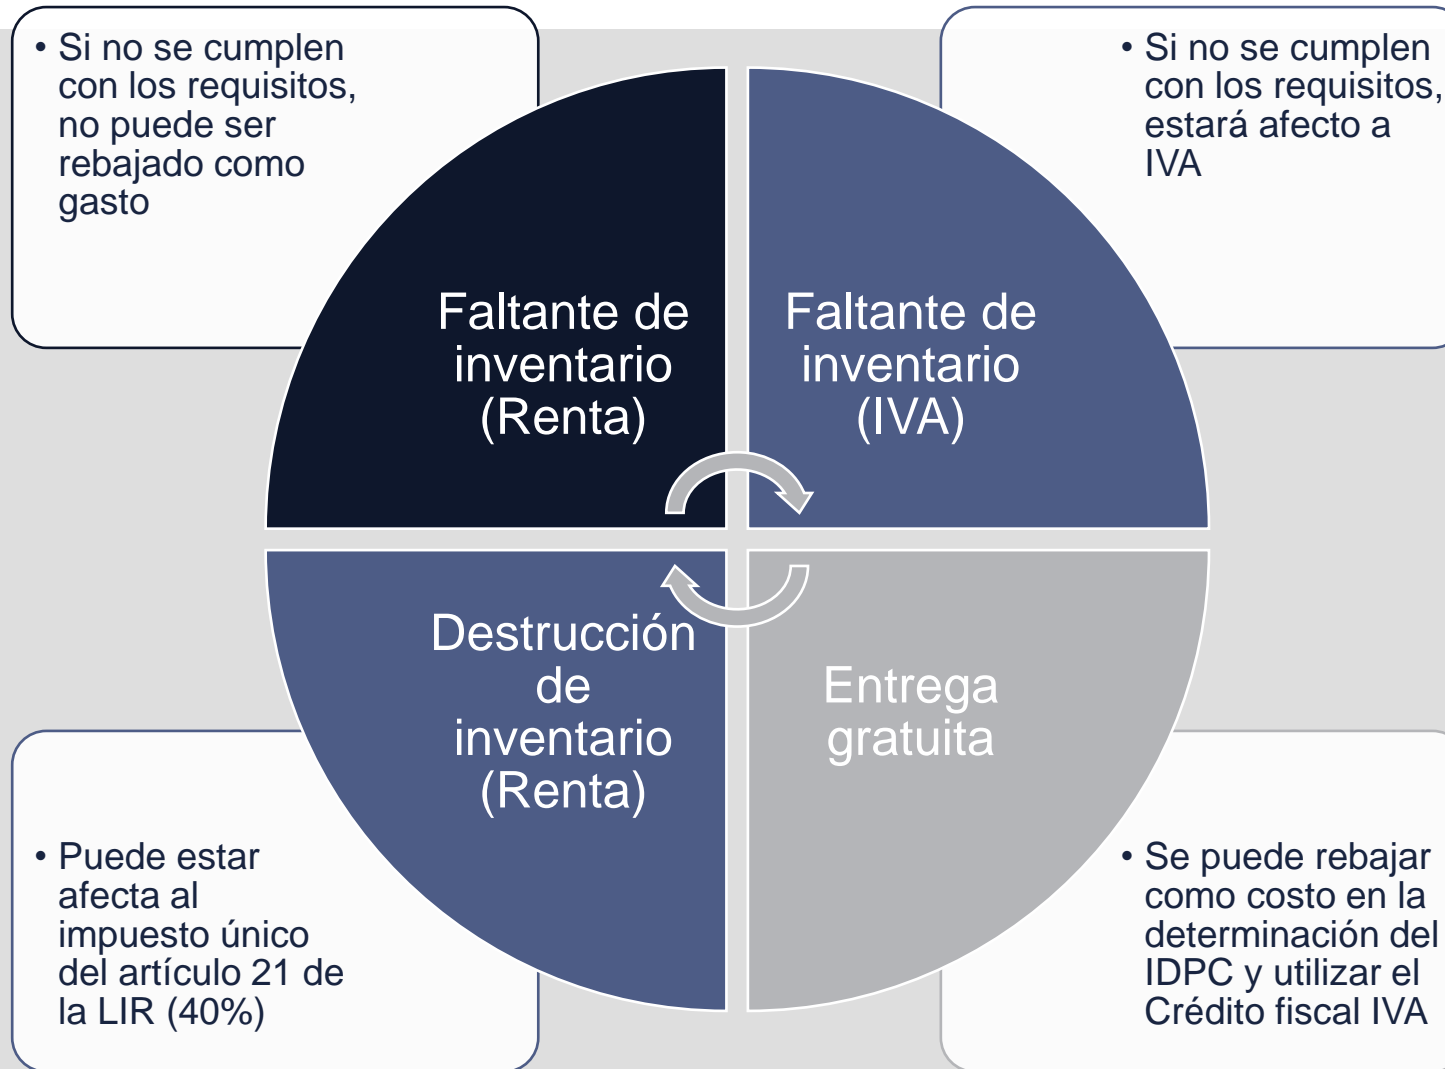 • Si no se cumplen
con los requisitos,
no puede ser
rebajado como
gasto
• Si no se cumplen
con los requisitos,
estará afecto a
IVA
Faltante de
inventario
(Renta)
Faltante de
inventario
(IVA)
Destrucción
de
inventario
(Renta)
Entrega
gratuita
• Puede estar
afecta al
impuesto único
del artículo 21 de
la LIR (40%)
• Se puede rebajar
como costo en la
determinación del
IDPC y utilizar el
Crédito fiscal IVA